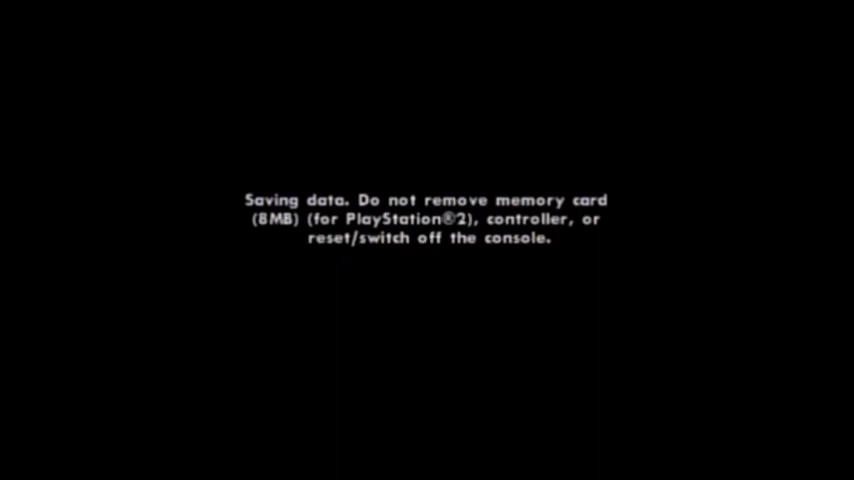 Saving data. Do not remove memory card
(8MB) (for PlayStation®2), controller, or
reset/switch off the console.